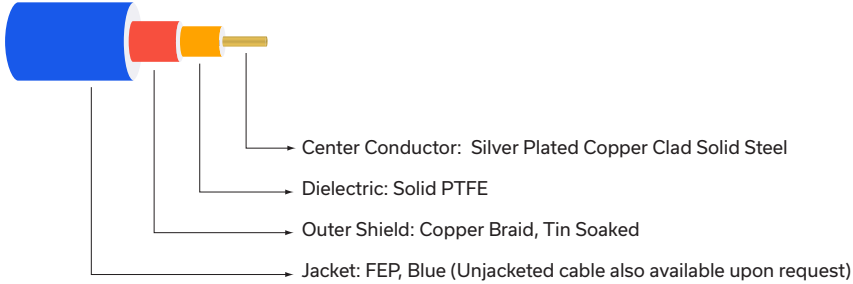 Center Conductor: Silver Plated Copper Clad Solid Steel
Dielectric: Solid PTFE
Outer Shield: Copper Braid, Tin Soaked
Jacket: FEP, Blue (Unjacketed cable also available upon request)